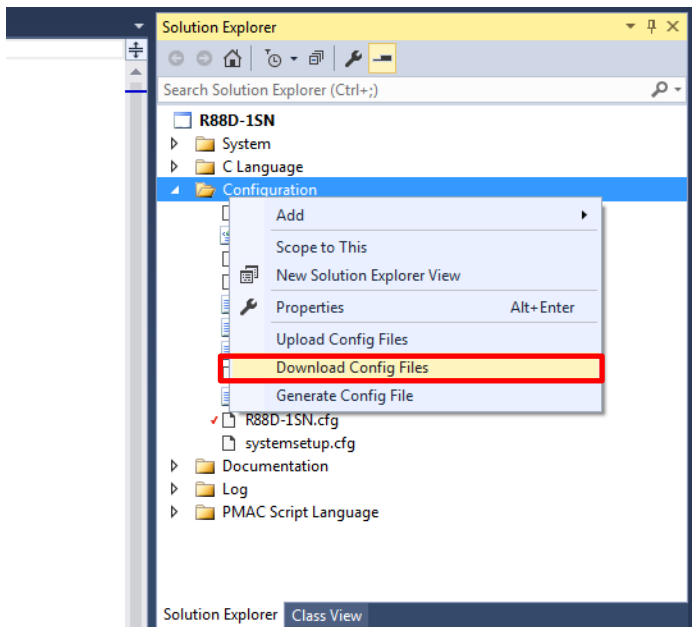 Solution Explorer
Search Solution Explorer (Ctrl+;)
R88D-1SN
System
C Language
Configuration
Add
Scope to This
New Solution Explorer View
Properties Alt+Enter
Upload Config Files
Download Config Files
Generate Config File
R88D-1SN.cfg
systemsetup.cfg
Documentation
Log
PMAC Script Language
Solution Explorer Class View